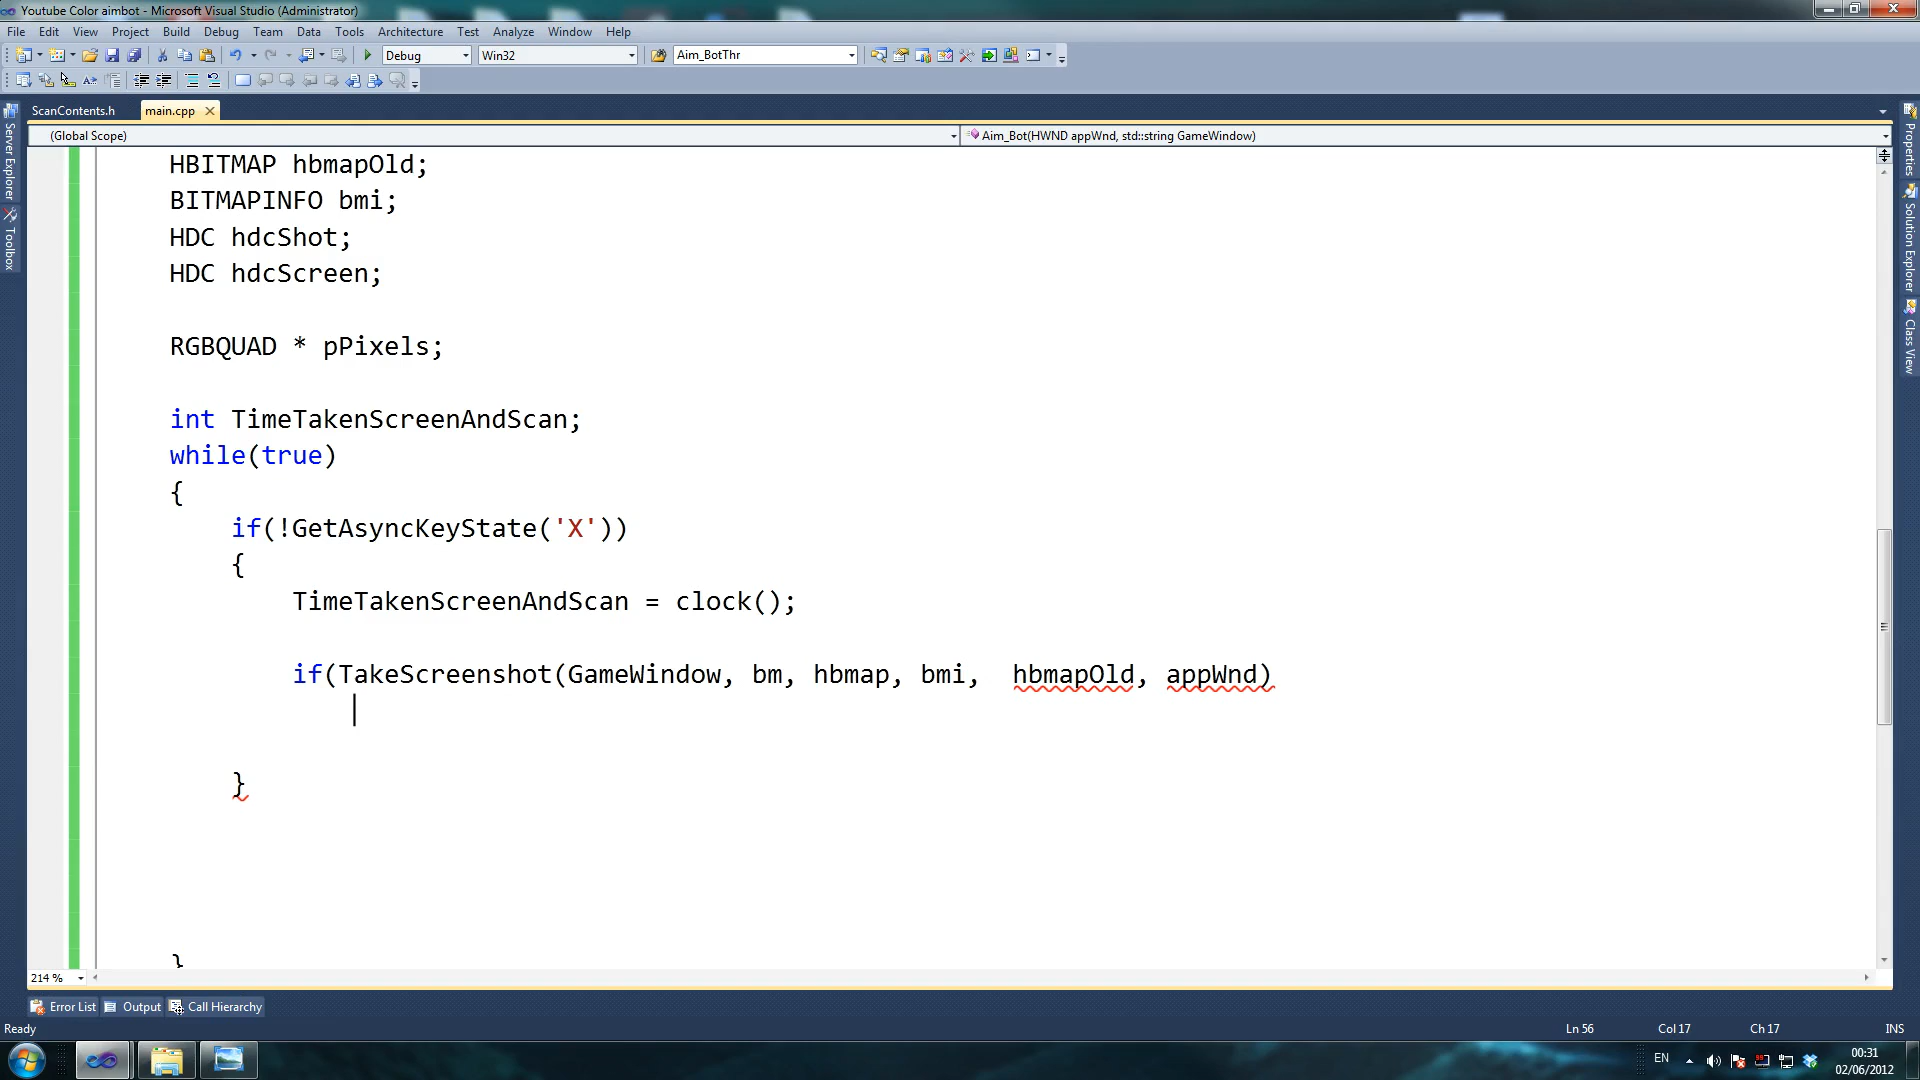 Youtube Color aimbot - Microsoft Visual Studio (Administrator)
File Edit View Project Build Debug Team Data Tools Architecture Test Analyze Window Help
Debug Win32 Aim_BotThr
ScanContents.h main.cpp
(Global Scope) Aim_Bot(HWND appWnd, std::string GameWindow)
Server Explorer
Toolbox
Properties
Solution Explorer
Class View
HBITMAP hbmapOld;
BITMAPINFO bmi;
HDC hdcShot;
HDC hdcScreen;
RGBQUAD * pPixels;
int TimeTakenScreenAndScan;
while(true)
{
if(!GetAsyncKeyState('X'))
{
TimeTakenScreenAndScan = clock();
if(TakeScreenshot(GameWindow, bm, hbmap, bmi,  hbmapOld, appWnd)
}
}
214 %
Error List Output Call Hierarchy
Ready Ln 56 Col 17 Ch 17 INS
EN 00:31
02/06/2012